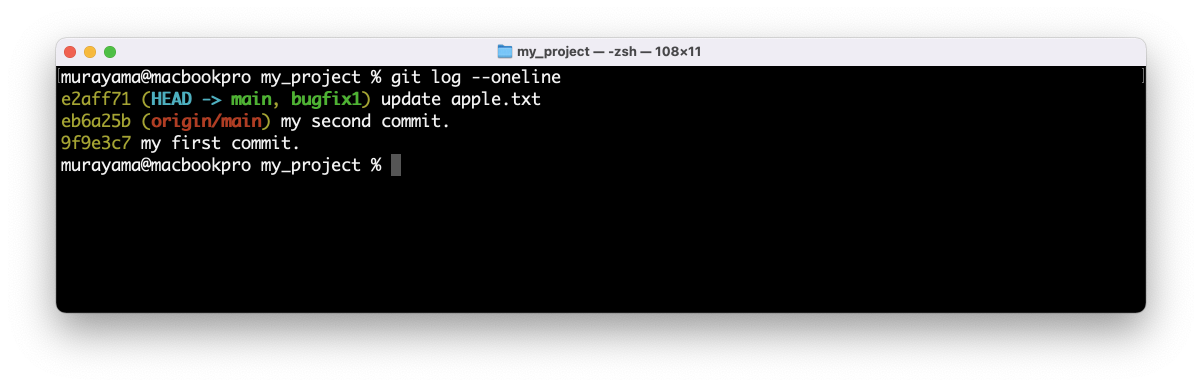 my_project — -zsh — 108×11
murayama@macbookpro my_project % git log --oneline
e2aff71 (HEAD -> main, bugfix1) update apple.txt
eb6a25b (origin/main) my second commit.
9f9e3c7 my first commit.
murayama@macbookpro my_project %